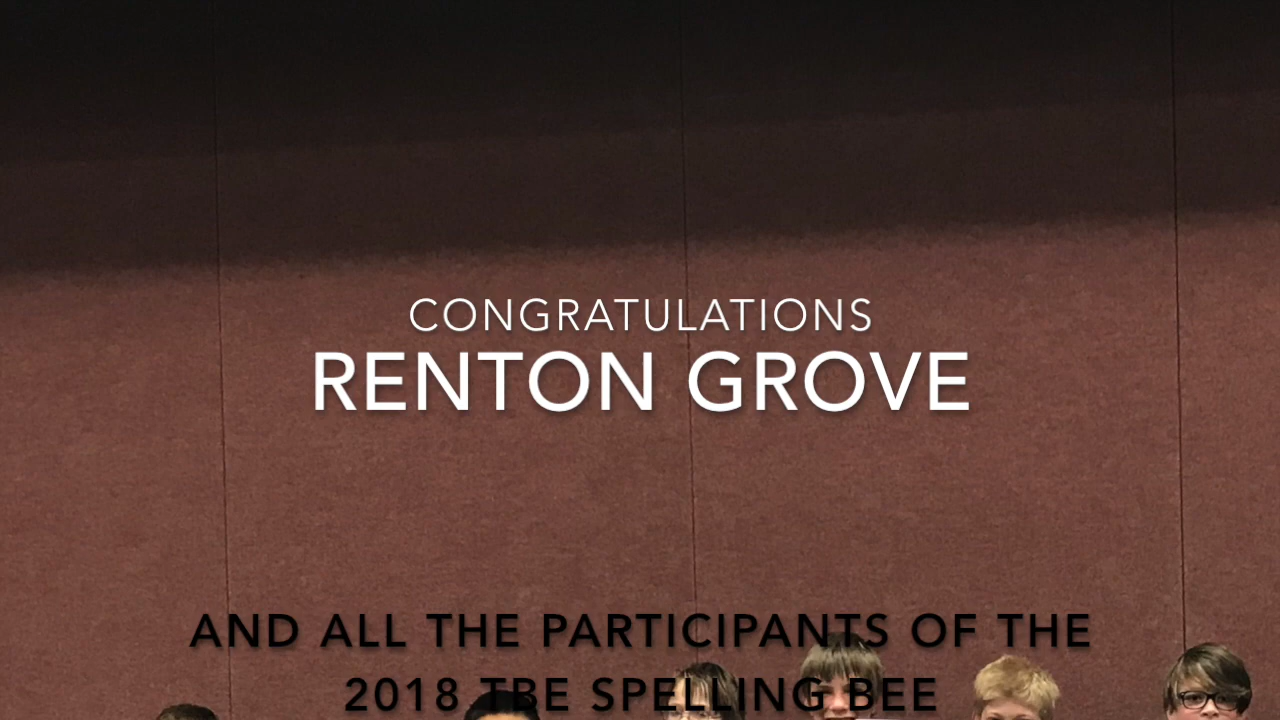 CONGRATULATIONS
RENTON GROVE
AND ALL THE PARTICIPANTS OF THE
2018 TBE SPELLING BEE